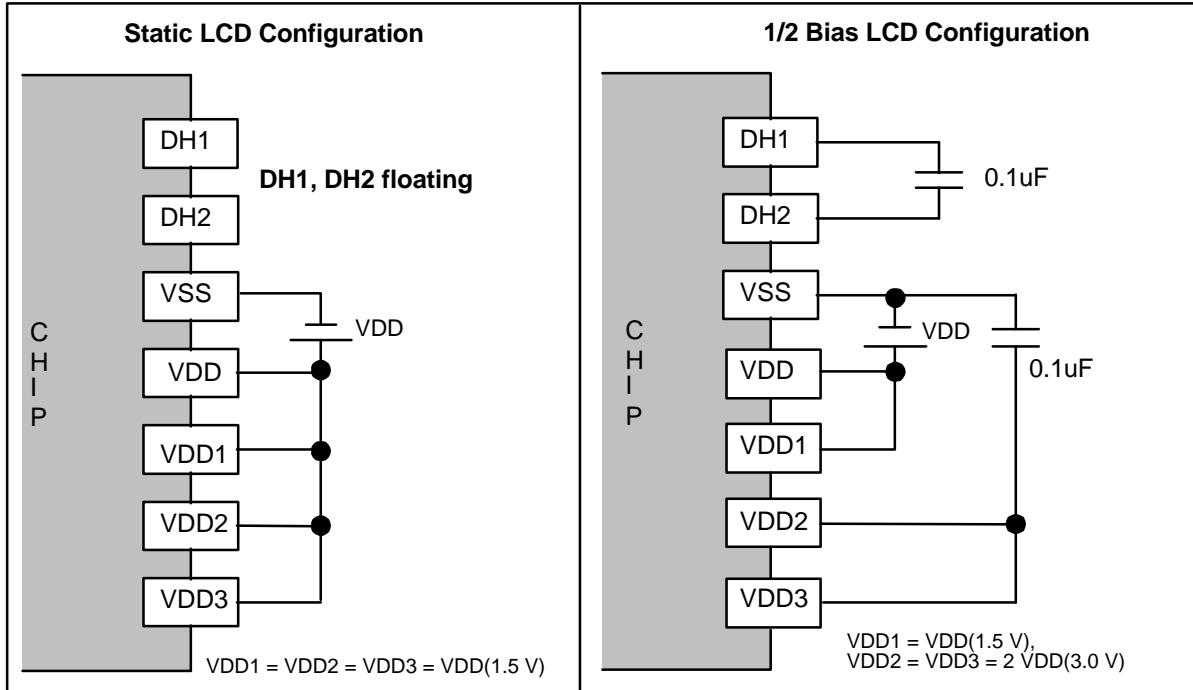 Static LCD Configuration
DH1
DH1, DH2 floating
DH2
VSS
VDD
VDD
VDD1
VDD2
VDD3
C
H
I
P
VDD1 = VDD2 = VDD3 = VDD(1.5 V)
1/2 Bias LCD Configuration
DH1
0.1uF
DH2
VSS
VDD
0.1uF
VDD
VDD1
VDD2
VDD3
C
H
I
P
VDD1 = VDD(1.5 V),
VDD2 = VDD3 = 2 VDD(3.0 V)